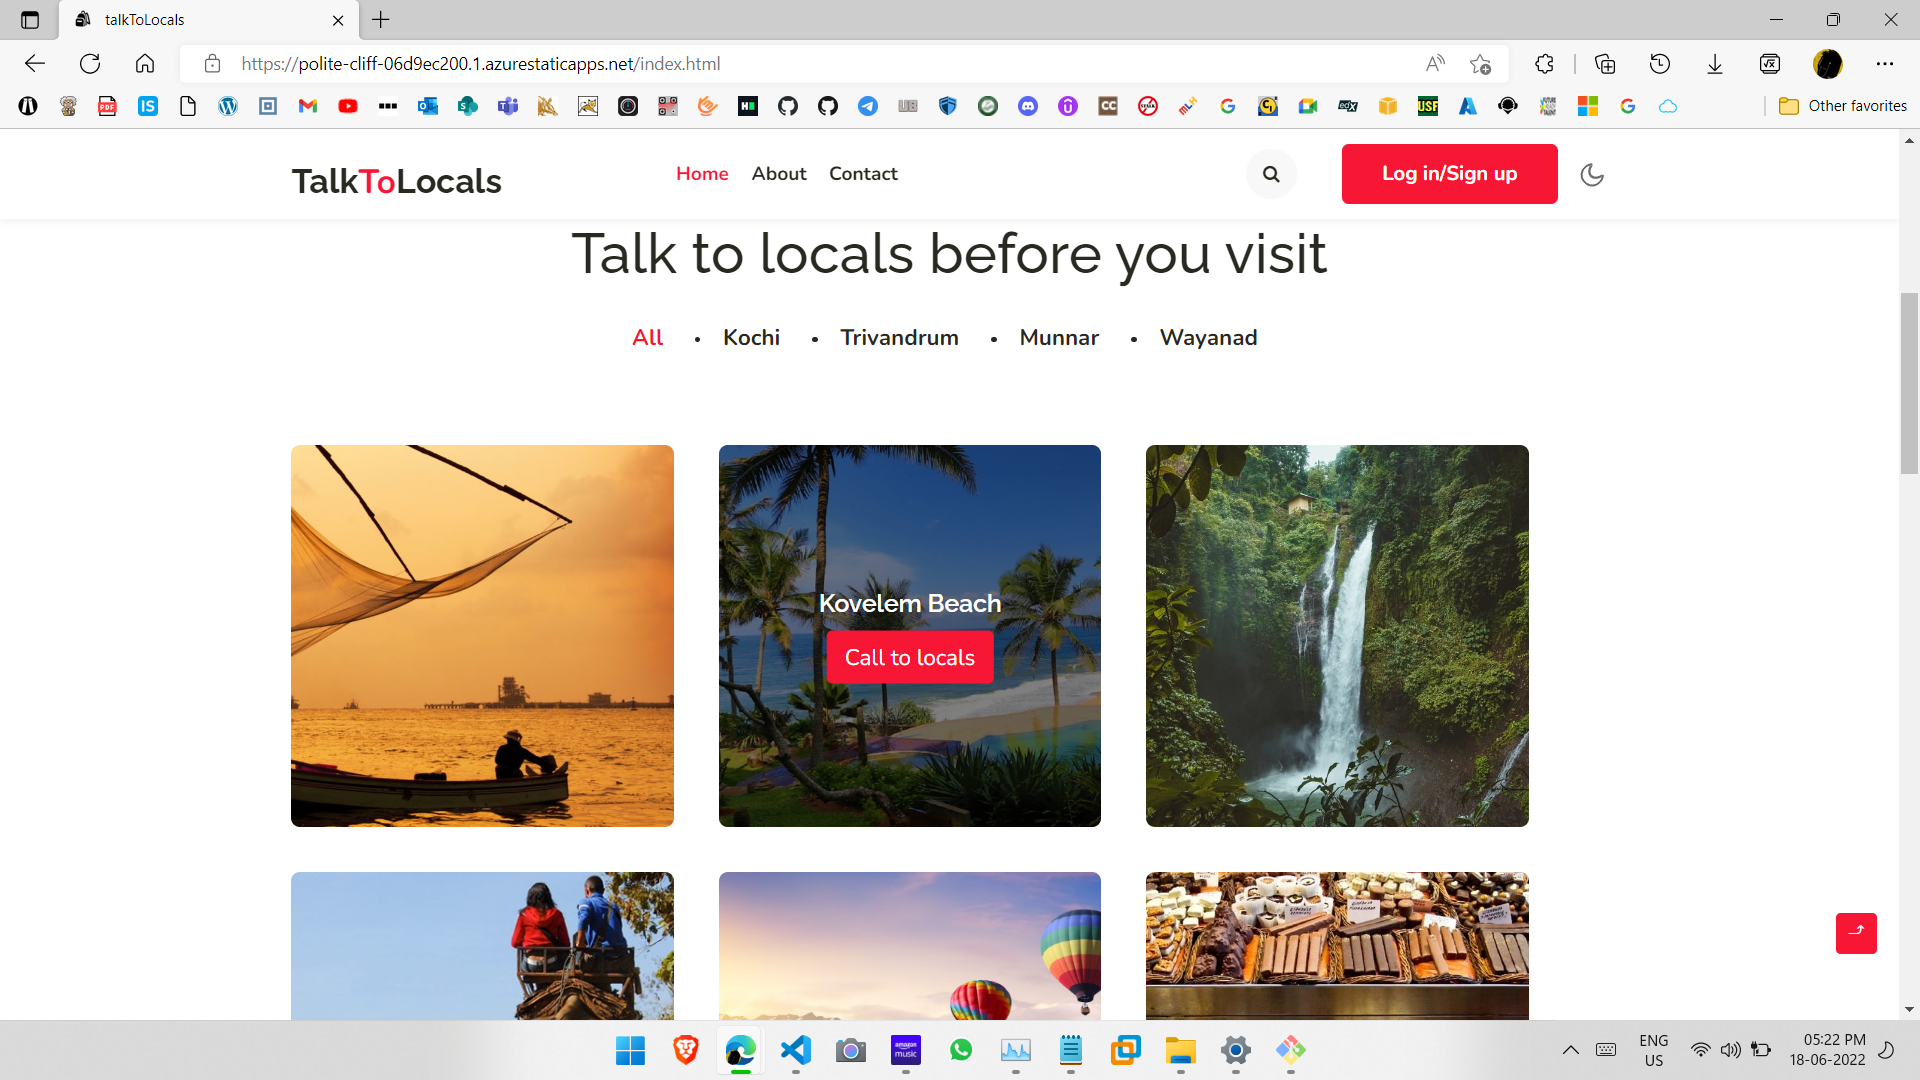 talkToLocals
https://polite-cliff-06d9ec200.1.azurestaticapps.net/index.html
Other favorites
TalkToLocals
Home
About
Contact
Log in/Sign up
Talk to locals before you visit
All
Kochi
Trivandrum
Munnar
Wayanad
Kovelem Beach
Call to locals
ENG
US
05:22 PM
18-06-2022